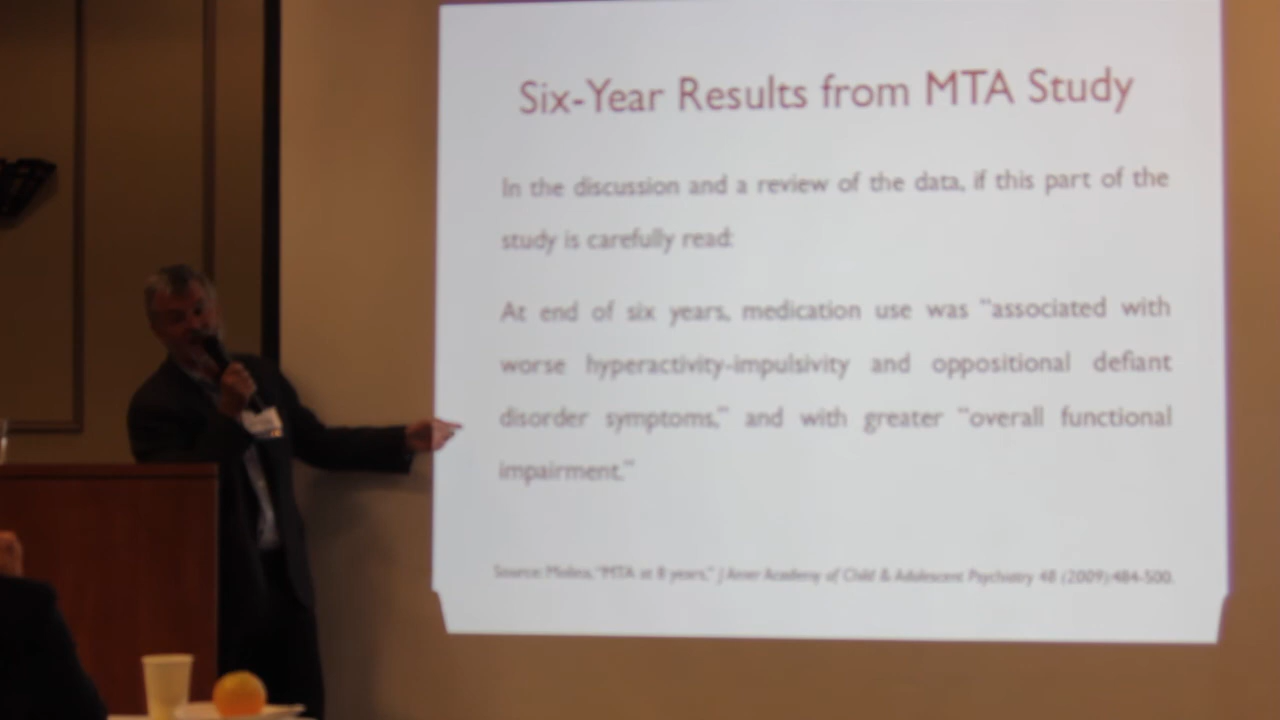 Six-Year Results from MTA Study
In the discussion and a review of the data, if this part of the
study is carefully read:
At end of six years, medication use was “associated with
worse hyperactivity-impulsivity and oppositional defiant
disorder symptoms,” and with greater “overall functional
impairment.”
Source: Molina, “MTA at 8 years,” J Amer Academy of Child & Adolescent Psychiatry 48 (2009):484-500.